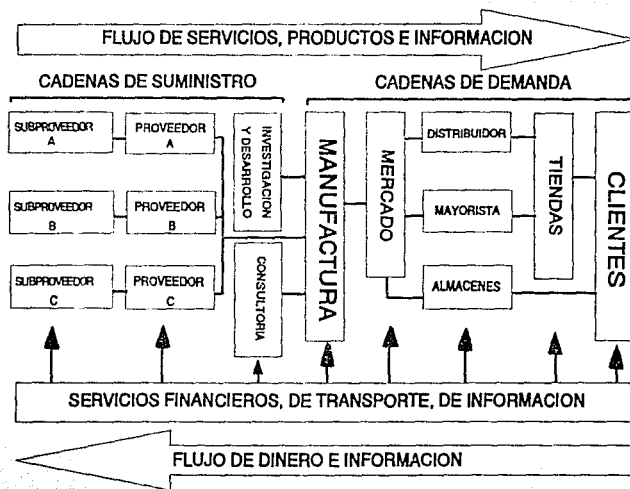 FLUJO DE SERVICIOS, PRODUCTOS E INFORMACION
CADENAS DE SUMINISTRO
CADENAS DE DEMANDA
SUBPROVEEDOR
A
PROVEEDOR
A
SUBPROVEEDOR
B
PROVEEDOR
B
SUBPROVEEDOR
C
PROVEEDOR
C
INVESTIGACION
Y DESARROLLO
CONSULTORIA
MANUFACTURA
MERCADO
DISTRIBUIDOR
MAYORISTA
ALMACENES
TIENDAS
CLIENTES
SERVICIOS FINANCIEROS, DE TRANSPORTE, DE INFORMACION
FLUJO DE DINERO E INFORMACION